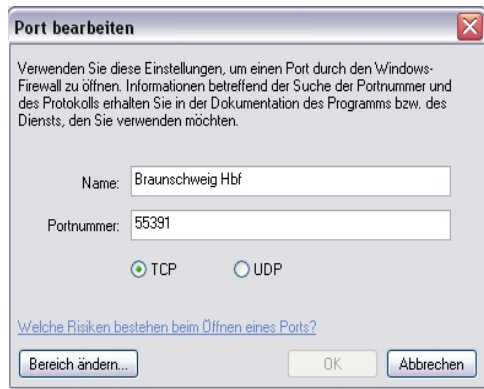 Port bearbeiten
Verwenden Sie diese Einstellungen, um einen Port durch den Windows-
Firewall zu öffnen. Informationen betreffend der Suche der Portnummer und
des Protokolls erhalten Sie in der Dokumentation des Programms bzw. des
Diensts, den Sie verwenden möchten.
Name: Braunschweig Hbf
Portnummer: 55391
TCP UDP
Welche Risiken bestehen beim Öffnen eines Ports?
Bereich ändern... OK Abbrechen